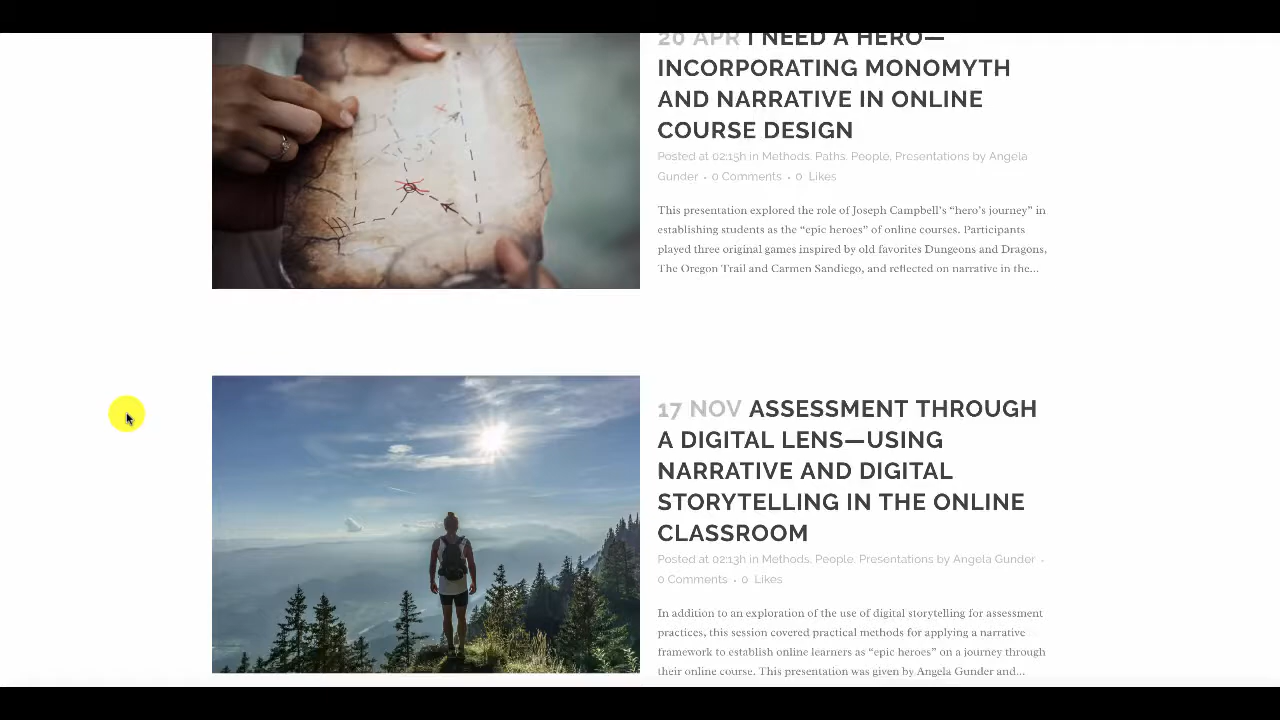 20 APR I NEED A HERO—
INCORPORATING MONOMYTH
AND NARRATIVE IN ONLINE
COURSE DESIGN
Posted at 02:15h in Methods, Paths, People, Presentations by Angela
Gunder • 0 Comments • 0 Likes
This presentation explored the role of Joseph Campbell's “hero's journey” in
establishing students as the “epic heroes” of online courses. Participants
played three original games inspired by old favorites Dungeons and Dragons,
The Oregon Trail and Carmen Sandiego, and reflected on narrative in the...
17 NOV ASSESSMENT THROUGH
A DIGITAL LENS—USING
NARRATIVE AND DIGITAL
STORYTELLING IN THE ONLINE
CLASSROOM
Posted at 02:13h in Methods, People, Presentations by Angela Gunder •
0 Comments • 0 Likes
In addition to an exploration of the use of digital storytelling for assessment
practices, this session covered practical methods for applying a narrative
framework to establish online learners as “epic heroes” on a journey through
their online course. This presentation was given by Angela Gunder and...